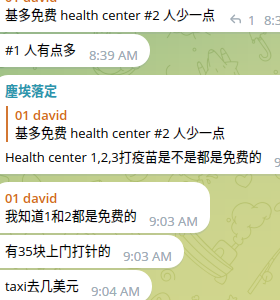 01 david
基多免费 health center #2 人少一点
1
#1 人有点多
8:39 AM
塵埃落定
01 david
基多免费 health center #2 人少一点
Health center 1,2,3打疫苗是不是都是免费的
01 david
我知道1和2都是免费的
9:03 AM
有35块上门打针的
9:03 AM
taxi去几美元
9:04 AM